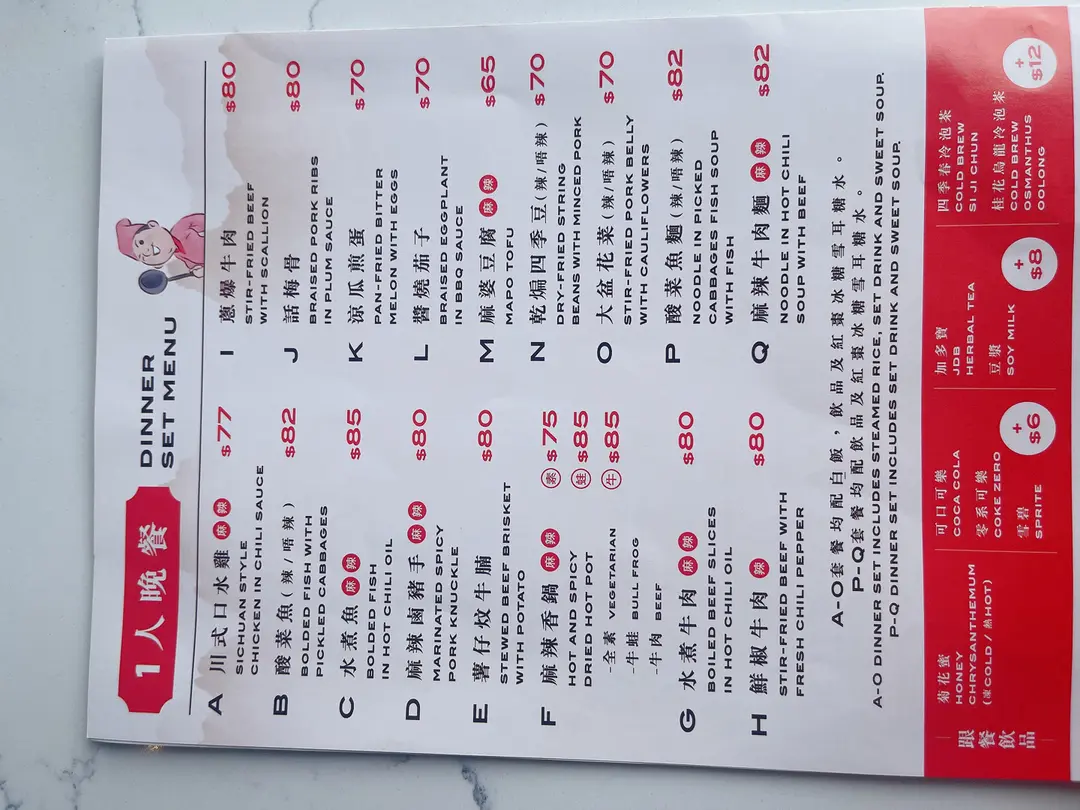 1人晚餐
DINNER
SET MENU
A 川式口水雞 麻 辣 $77
SICHUAN STYLE
CHICKEN IN CHILI SAUCE
B 酸菜魚(辣/唔辣) $82
BOLDED FISH WITH
PICKLED CABBAGES
C 水煮魚 麻 辣 $85
BOLDED FISH
IN HOT CHILI OIL
D 麻辣鹵豬手 麻 辣 $80
MARINATED SPICY
PORK KNUCKLE
E 薯仔炆牛腩 $80
STEWED BEEF BRISKET
WITH POTATO
F 麻辣香鍋 麻 辣 素 $75
HOT AND SPICY 蛙 $85
DRIED HOT POT 牛 $85
-全素 VEGETARIAN
-牛蛙 BULL FROG
-牛肉 BEEF
G 水煮牛肉 麻 辣 $80
BOILED BEEF SLICES
IN HOT CHILI OIL
H 鮮椒牛肉 辣 $80
STIR-FRIED BEEF WITH
FRESH CHILI PEPPER
I 蔥爆牛肉 $80
STIR-FRIED BEEF
WITH SCALLION
J 話梅骨 $80
BRAISED PORK RIBS
IN PLUM SAUCE
K 涼瓜煎蛋 $70
PAN-FRIED BITTER
MELON WITH EGGS
L 醬燒茄子 $70
BRAISED EGGPLANT
IN BBQ SAUCE
M 麻婆豆腐 麻 辣 $65
MAPO TOFU
N 乾煸四季豆(辣/唔辣) $70
DRY-FRIED STRING
BEANS WITH MINCED PORK
O 大盆花菜(辣/唔辣) $70
STIR-FRIED PORK BELLY
WITH CAULIFLOWERS
P 酸菜魚麵(辣/唔辣) $82
NOODLE IN PICKED
CABBAGES FISH SOUP
WITH FISH
Q 麻辣牛肉麵 麻 辣 $82
NOODLE IN HOT CHILI
SOUP WITH BEEF
A-O套餐均配白飯，飲品及紅棗冰糖雪耳糖水。
P-Q套餐均配飲品及紅棗冰糖雪耳糖水。
A-O DINNER SET INCLUDES STEAMED RICE, SET DRINK AND SWEET SOUP.
P-Q DINNER SET INCLUDES SET DRINK AND SWEET SOUP.
跟餐飲品
菊花蜜
HONEY
CHRYSANTHEMUM
(凍COLD / 熱HOT)
可口可樂
COCA COLA
零系可樂
COKE ZERO
雪碧
SPRITE
+
$6
加多寶
JDB
HERBAL TEA
豆漿
SOY MILK
+
$8
四季春冷泡茶
COLD BREW
SI JI CHUN
桂花烏龍冷泡茶
COLD BREW
OSMANTHUS
OOLONG
+
$12